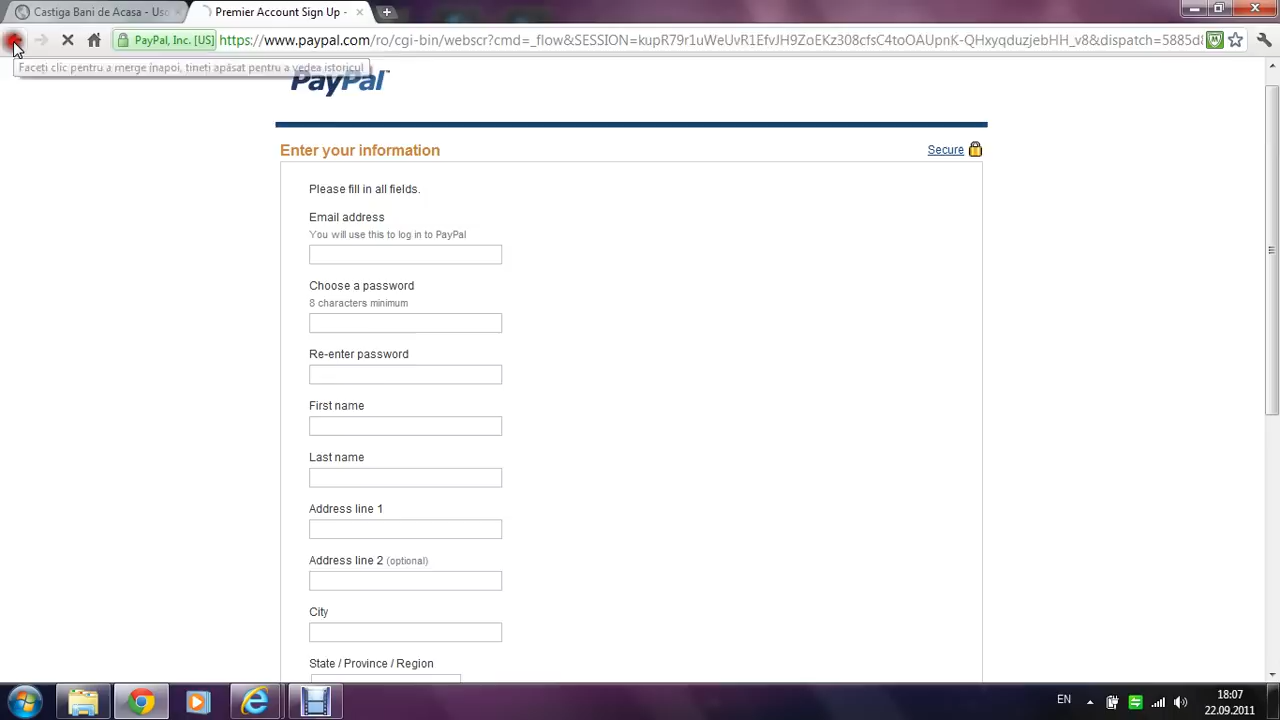 Castiga Bani de Acasa - Uso
Premier Account Sign Up -
PayPal, Inc. [US]
https://www.paypal.com/ro/cgi-bin/webscr?cmd=_flow&SESSION=kupR79r1uWeUvR1EfvJH9ZoEKz308cfsC4toOAUpnK-QHxyqduzjebHH_v8&dispatch=5885d8
Faceți clic pentru a merge înapoi, țineți apăsat pentru a vedea istoricul
PayPal™
Enter your information
Secure
Please fill in all fields.
Email address
You will use this to log in to PayPal
Choose a password
8 characters minimum
Re-enter password
First name
Last name
Address line 1
Address line 2 (optional)
City
State / Province / Region
EN
18:07
22.09.2011